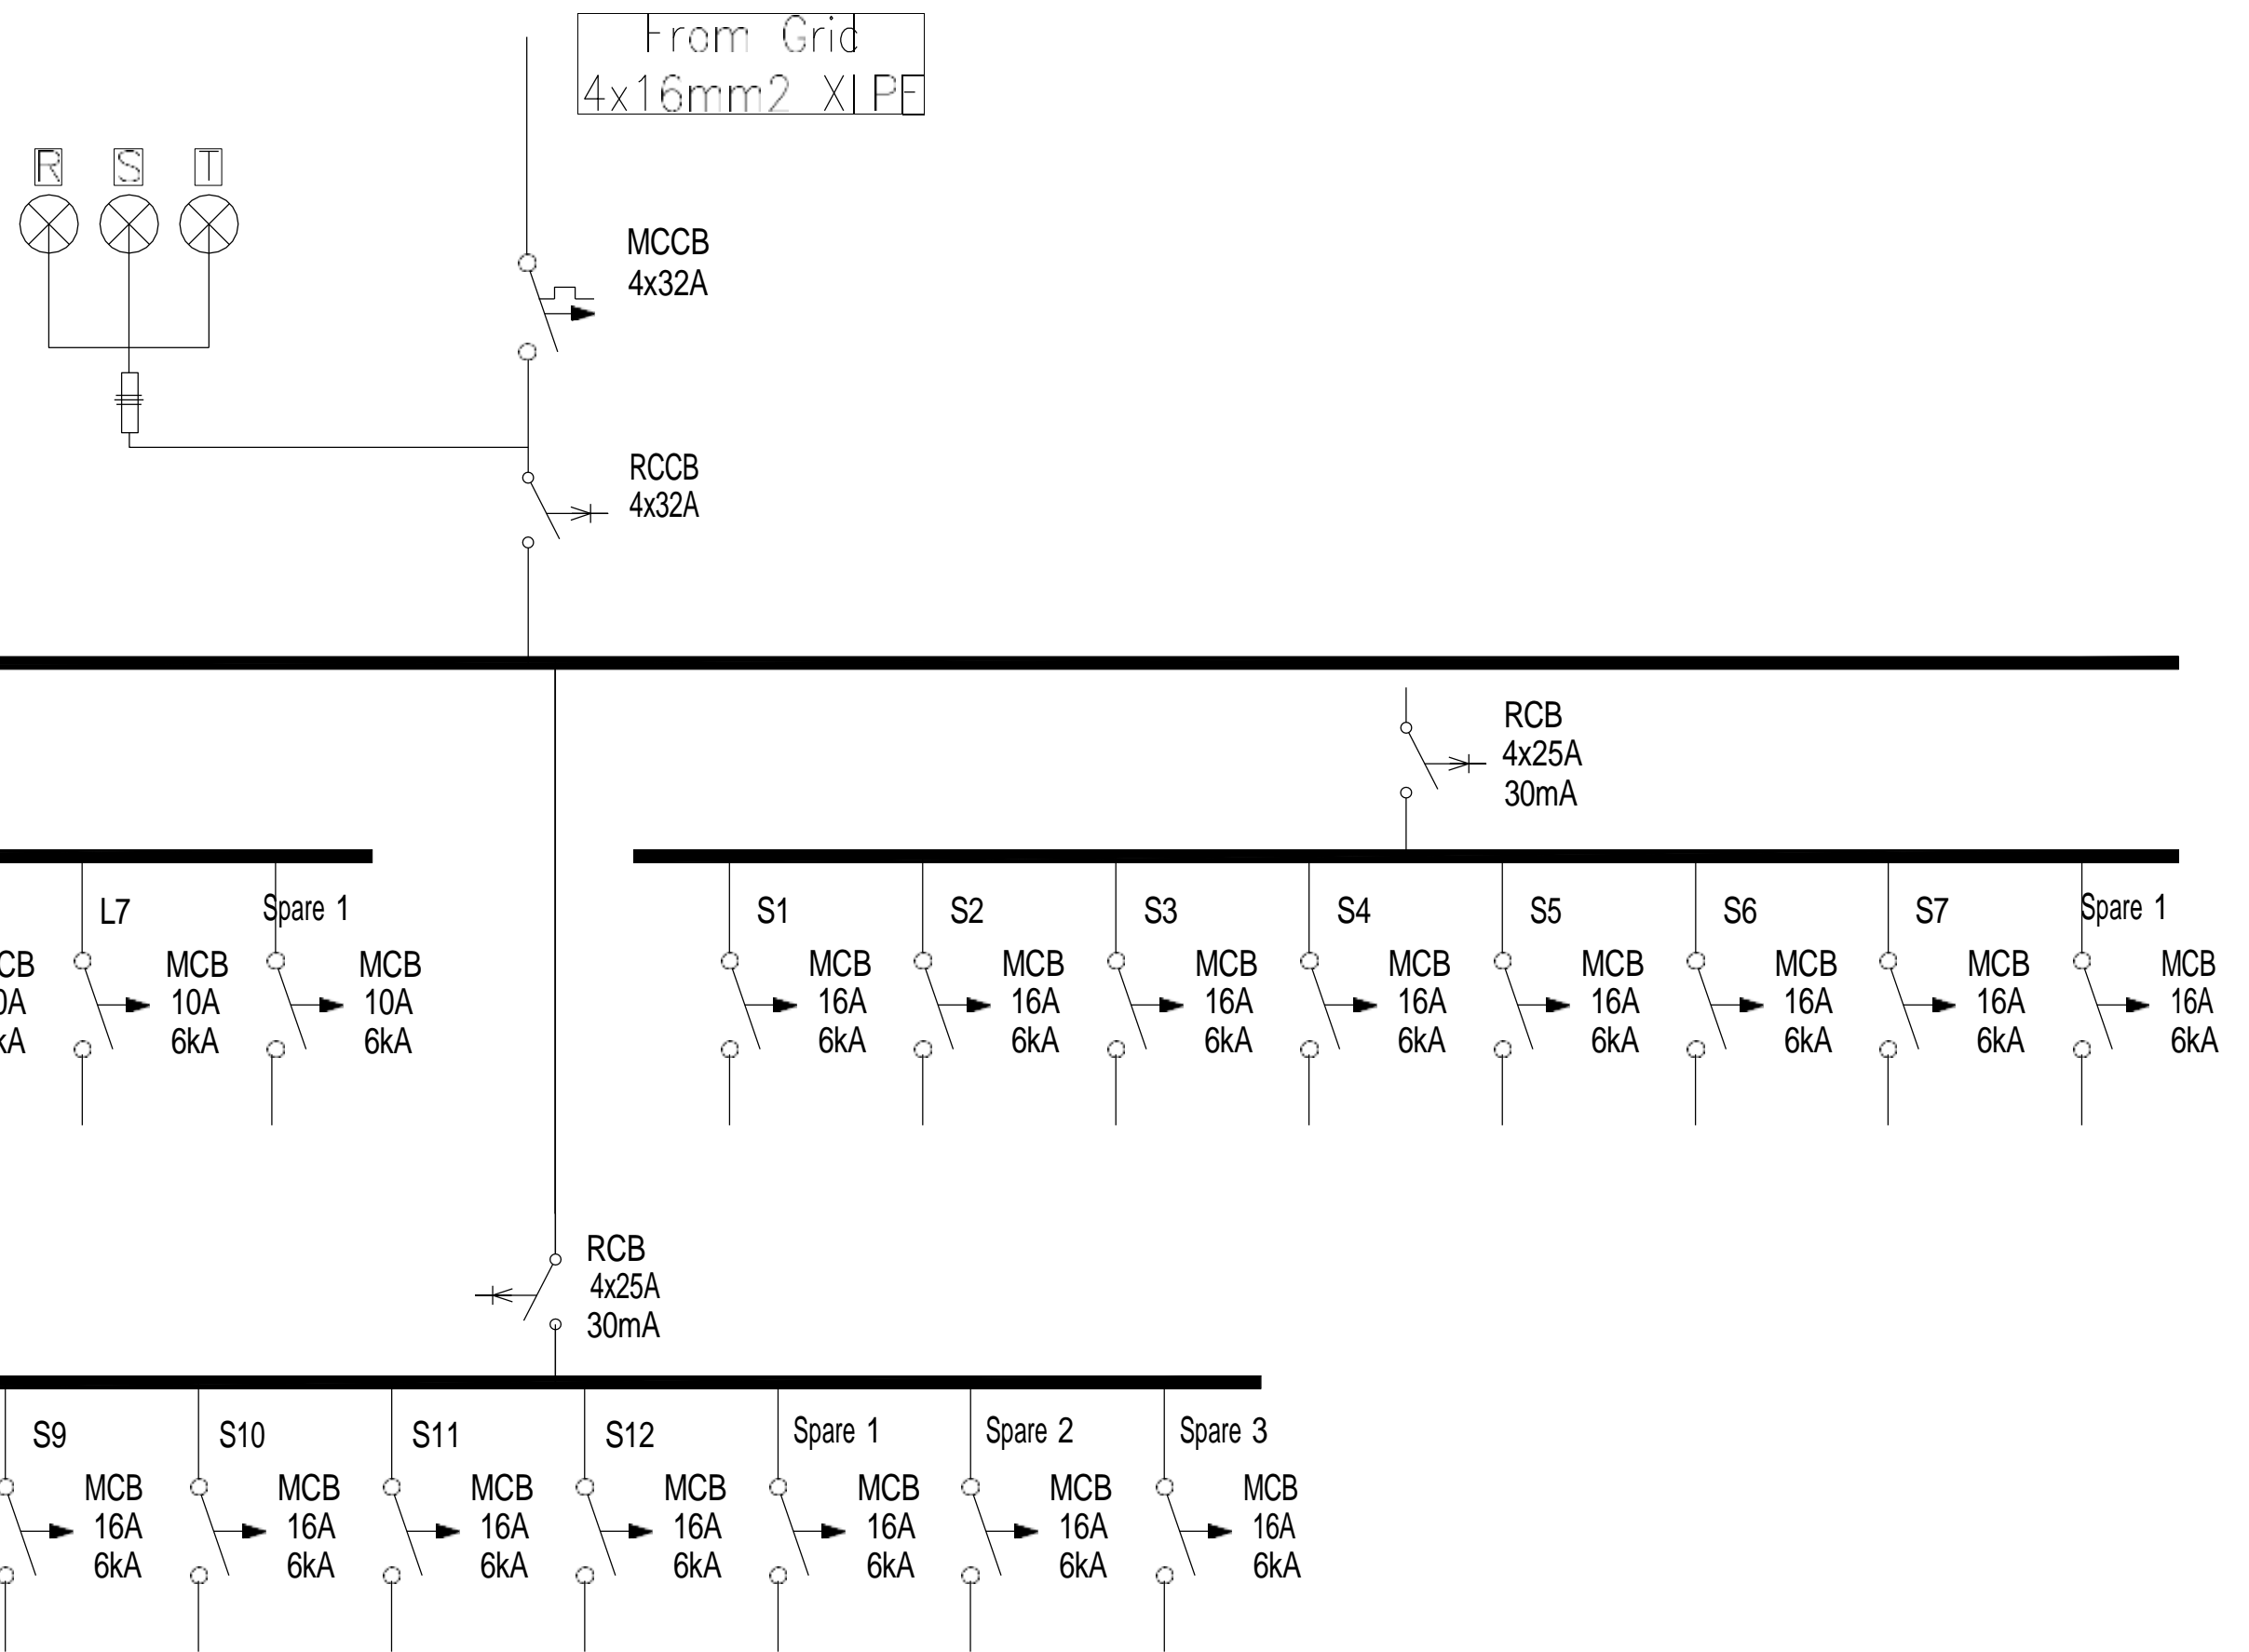 From Grid
4x16mm2 XLPE
R S T
MCCB
4x32A
RCCB
4x32A
RCB
4x25A
30mA
L7 Spare 1 S1 S2 S3 S4 S5 S6 S7 Spare 1
CB MCB MCB MCB MCB MCB MCB MCB MCB MCB MCB
0A 10A 10A 16A 16A 16A 16A 16A 16A 16A 16A
kA 6kA 6kA 6kA 6kA 6kA 6kA 6kA 6kA 6kA 6kA
RCB
4x25A
30mA
S9 S10 S11 S12 Spare 1 Spare 2 Spare 3
MCB MCB MCB MCB MCB MCB MCB
16A 16A 16A 16A 16A 16A 16A
6kA 6kA 6kA 6kA 6kA 6kA 6kA